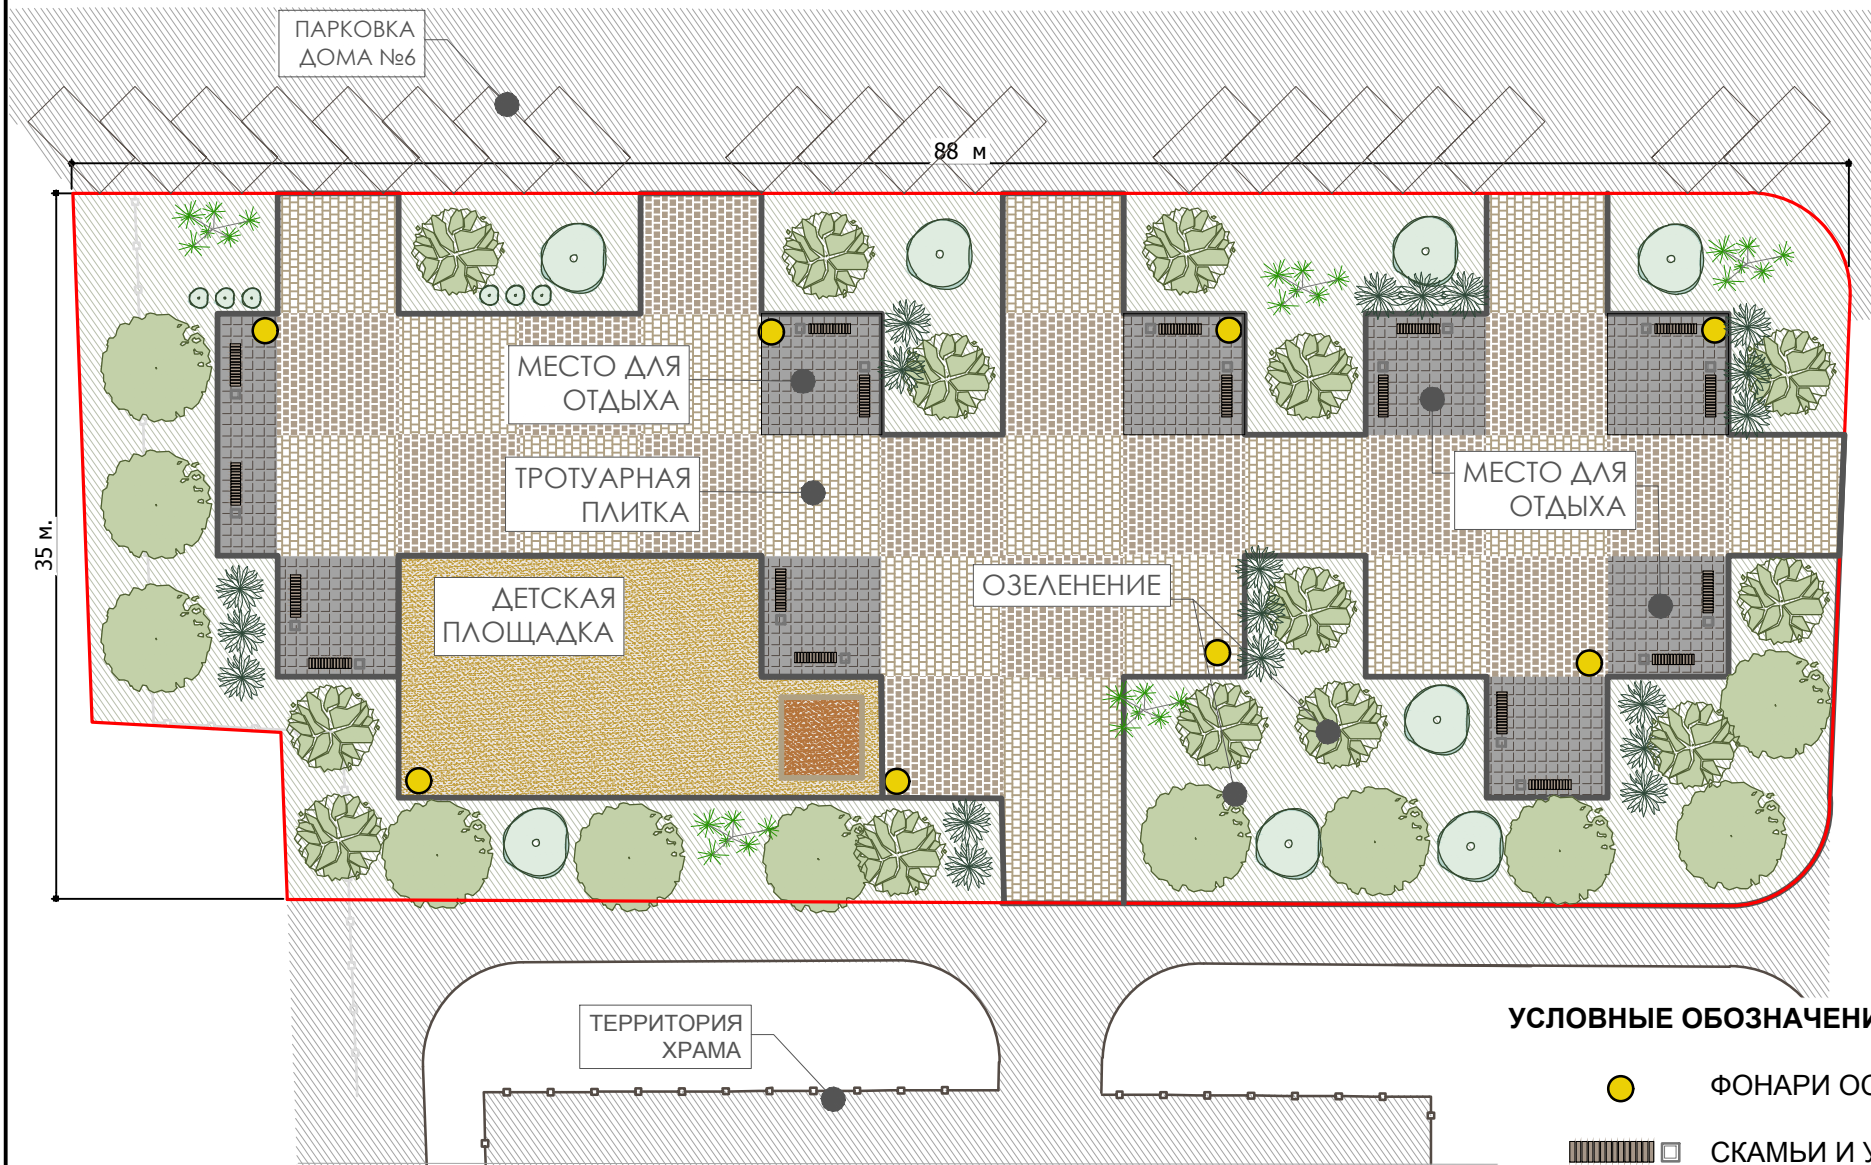 ПАРКОВКА
ДОМА №6
88 м
МЕСТО ДЛЯ
ОТДЫХА
ТРОТУАРНАЯ
ПЛИТКА
МЕСТО ДЛЯ
ОТДЫХА
35 м.
ДЕТСКАЯ
ПЛОЩАДКА
ОЗЕЛЕНЕНИЕ
ТЕРРИТОРИЯ
ХРАМА
УСЛОВНЫЕ ОБОЗНАЧЕНИ
ФОНАРИ ОС
СКАМЬИ И У